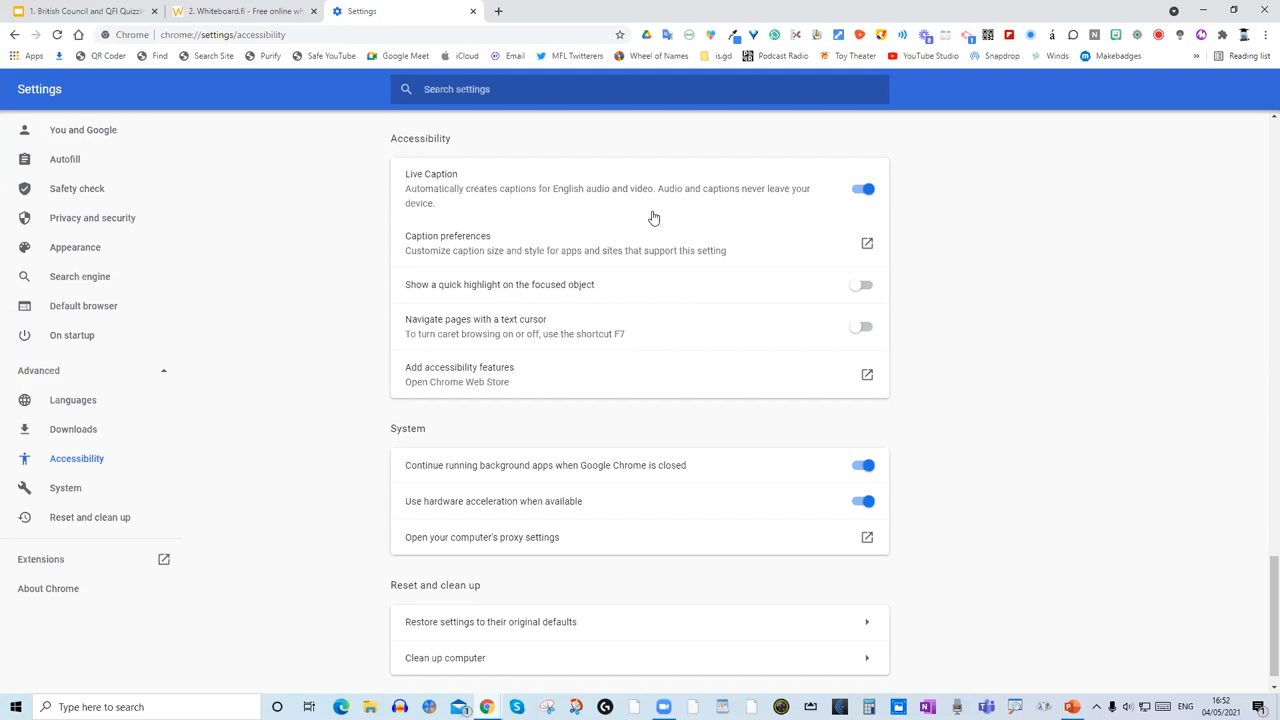 1. British Council and QFI Quizzi
2. Whiteboard.fi - Free online wh
Settings
Chrome | chrome://settings/accessibility
Apps
QR Coder
Find
Search Site
Purify
Safe YouTube
Google Meet
iCloud
Email
MFL Twitterers
Wheel of Names
is.gd
Podcast Radio
Toy Theater
YouTube Studio
Snapdrop
Winds
Makebadges
»
Reading list
Settings
Search settings
You and Google
Autofill
Safety check
Privacy and security
Appearance
Search engine
Default browser
On startup
Advanced
Languages
Downloads
Accessibility
System
Reset and clean up
Extensions
About Chrome
Accessibility
Live Caption
Automatically creates captions for English audio and video. Audio and captions never leave your
device.
Caption preferences
Customize caption size and style for apps and sites that support this setting
Show a quick highlight on the focused object
Navigate pages with a text cursor
To turn caret browsing on or off, use the shortcut F7
Add accessibility features
Open Chrome Web Store
System
Continue running background apps when Google Chrome is closed
Use hardware acceleration when available
Open your computer's proxy settings
Reset and clean up
Restore settings to their original defaults
Clean up computer
Type here to search
ENG
16:52
04/05/2021